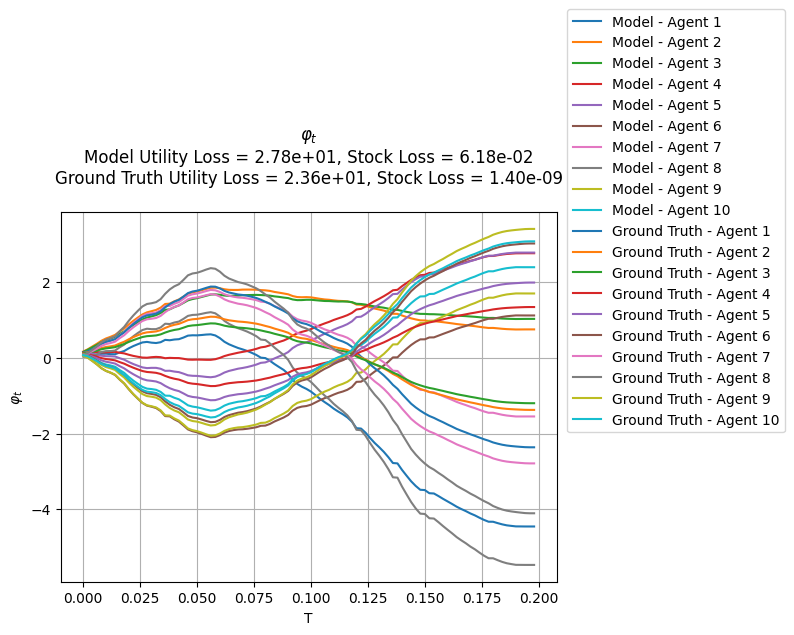 φt
Model Utility Loss = 2.78e+01, Stock Loss = 6.18e-02
Ground Truth Utility Loss = 2.36e+01, Stock Loss = 1.40e-09
Model - Agent 1
Model - Agent 2
Model - Agent 3
Model - Agent 4
Model - Agent 5
Model - Agent 6
Model - Agent 7
Model - Agent 8
Model - Agent 9
Model - Agent 10
Ground Truth - Agent 1
Ground Truth - Agent 2
Ground Truth - Agent 3
Ground Truth - Agent 4
Ground Truth - Agent 5
Ground Truth - Agent 6
Ground Truth - Agent 7
Ground Truth - Agent 8
Ground Truth - Agent 9
Ground Truth - Agent 10
φt
2
0
−2
−4
0.000 0.025 0.050 0.075 0.100 0.125 0.150 0.175 0.200
T